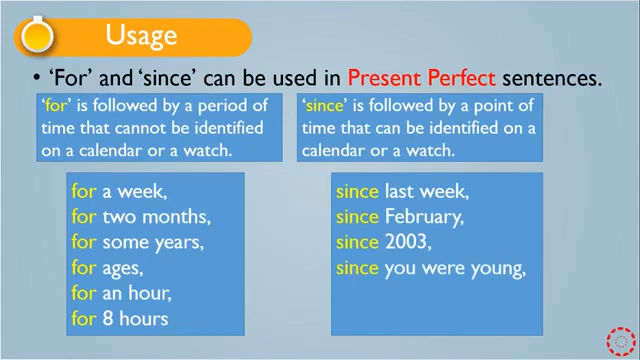 Usage
• ‘For’ and ‘since’ can be used in Present Perfect sentences.
‘for’ is followed by a period of
time that cannot be identified
on a calendar or a watch.
‘since’ is followed by a point of
time that can be identified on a
calendar or a watch.
for a week,
for two months,
for some years,
for ages,
for an hour,
for 8 hours
since last week,
since February,
since 2003,
since you were young,